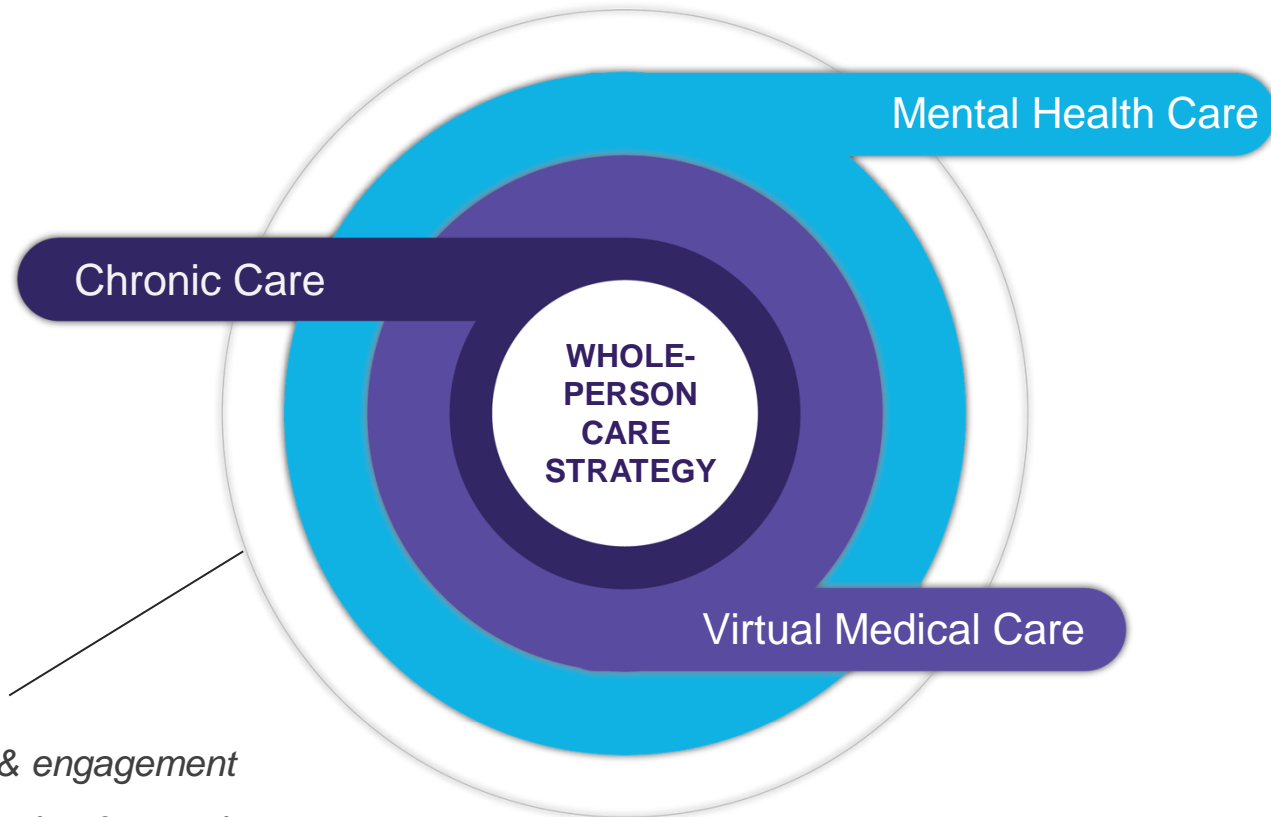 Mental Health Care
Chronic Care
WHOLE-
PERSON
CARE
STRATEGY
Virtual Medical Care
& engagement